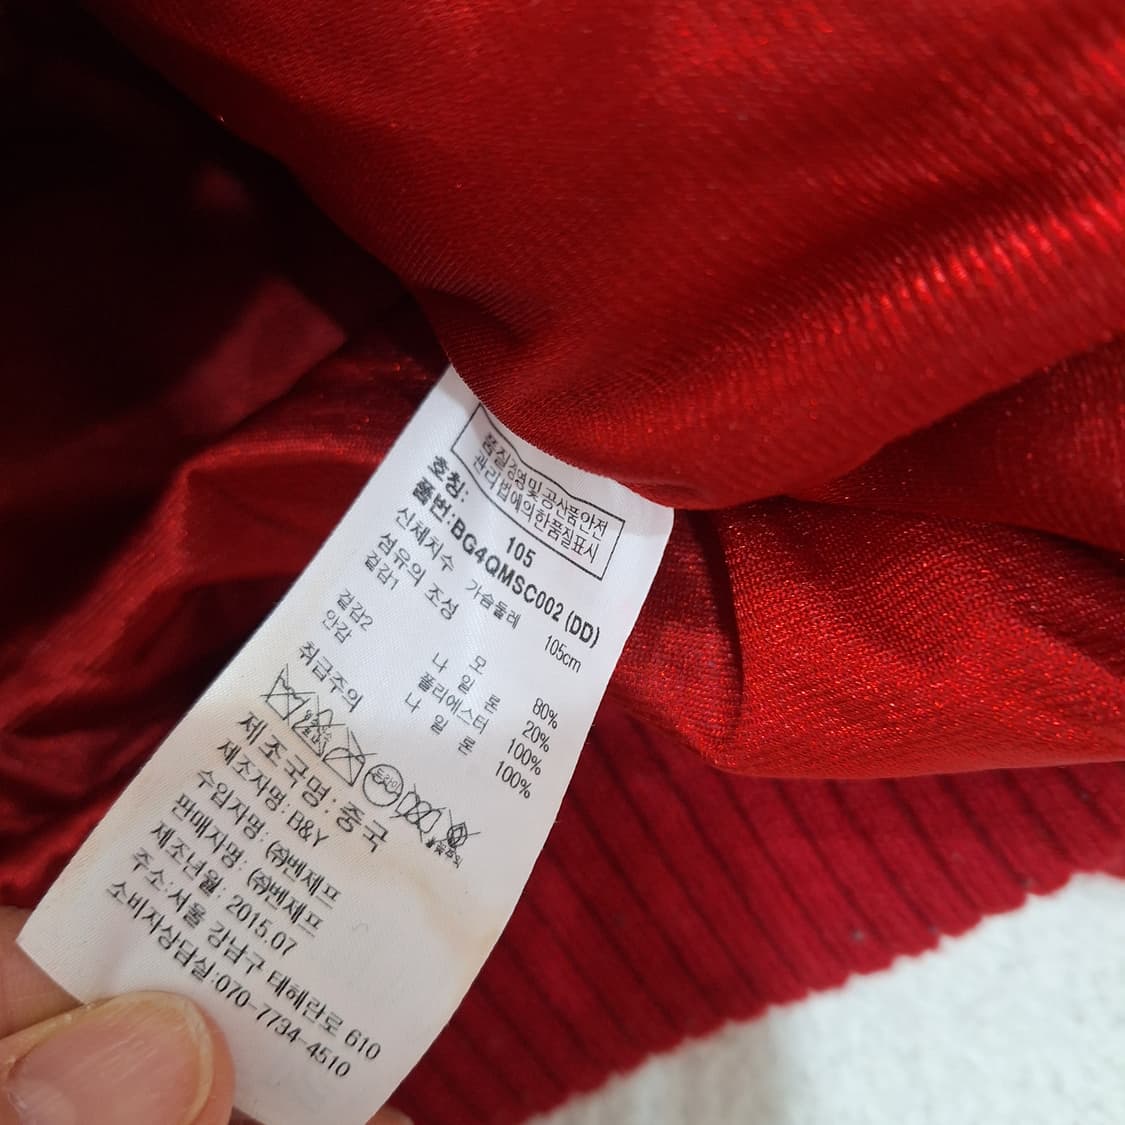 품질경영및 공산품안전
관리법에의한품질표시
호칭: 105
품번:BG4QMSC002 (DD)
신체치수 가슴둘레 105cm
섬유의 조성
겉감1 모 80%
나 일 론 20%
겉감2 폴리에스터 100%
안감 나 일 론 100%
취급주의
제조국명: 중국
제조자명: B&Y
수입자명: ㈜벤제프
판매자명: ㈜벤제프
제조년월: 2015.07
주소:서울 강남구 테헤란로 610
소비자상담실:070-7734-4510